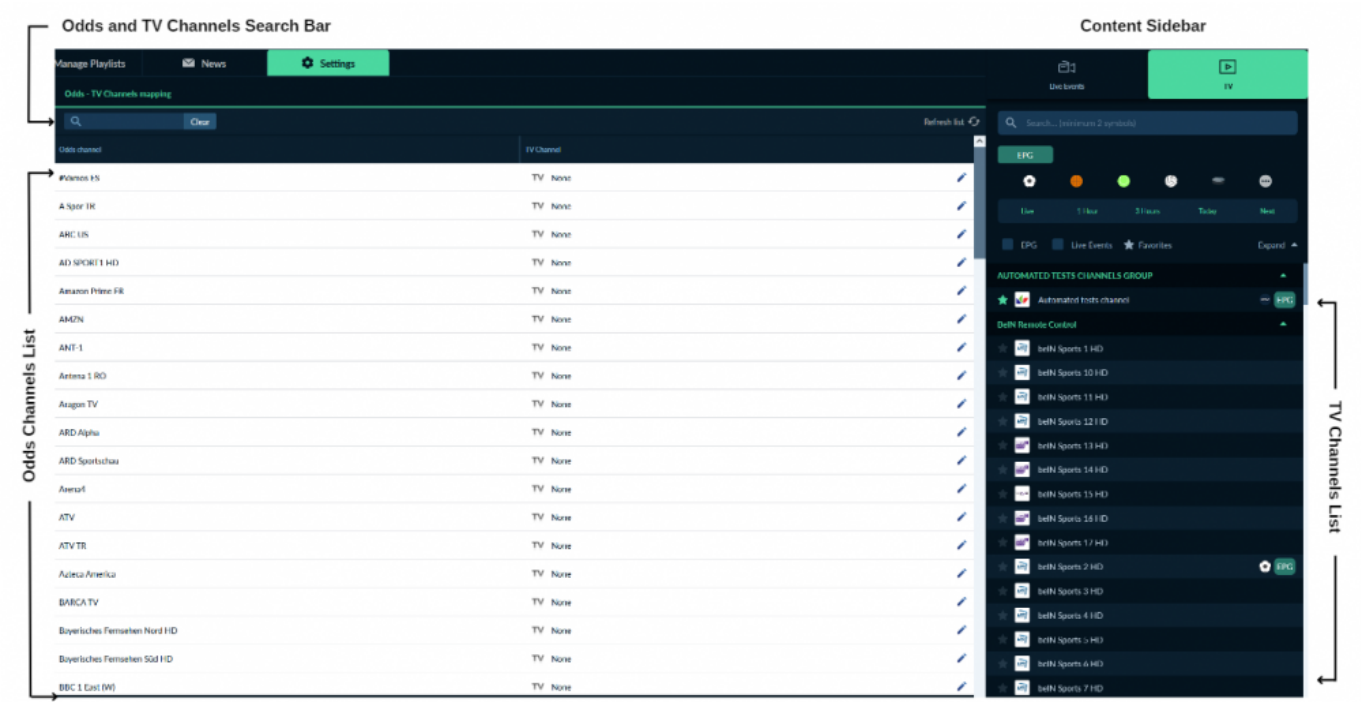 Odds and TV Channels Search Bar
Content Sidebar
Manage Playlists
News
Settings
Live Events
TV
Odds - TV Channels mapping
Clear
Refresh list
Search... (minimum 2 symbols)
Odds channel
TV Channel
EPG
#Vamos ES
TV None
A Spor TR
TV None
Live
1 Hour
3 Hours
Today
Next
ABC US
TV None
EPG
Live Events
Favorites
Expand
AD SPORT1 HD
TV None
AUTOMATED TESTS CHANNELS GROUP
Amazon Prime FR
TV None
Automated tests channel
EPG
AMZN
TV None
BeIN Remote Control
ANT-1
TV None
beIN Sports 1 HD
Antena 1 RO
TV None
beIN Sports 10 HD
Aragon TV
TV None
beIN Sports 11 HD
ARD Alpha
TV None
beIN Sports 12 HD
ARD Sportschau
TV None
beIN Sports 13 HD
beIN Sports 14 HD
Arena4
TV None
beIN Sports 15 HD
ATV
TV None
beIN Sports 16 HD
ATV TR
TV None
beIN Sports 17 HD
Azteca America
TV None
beIN Sports 2 HD
EPG
BARCA TV
TV None
beIN Sports 3 HD
Bayerisches Fernsehen Nord HD
TV None
beIN Sports 4 HD
beIN Sports 5 HD
Bayerisches Fernsehen Süd HD
TV None
beIN Sports 6 HD
BBC 1 East (W)
TV None
beIN Sports 7 HD
Odds Channels List
TV Channels List